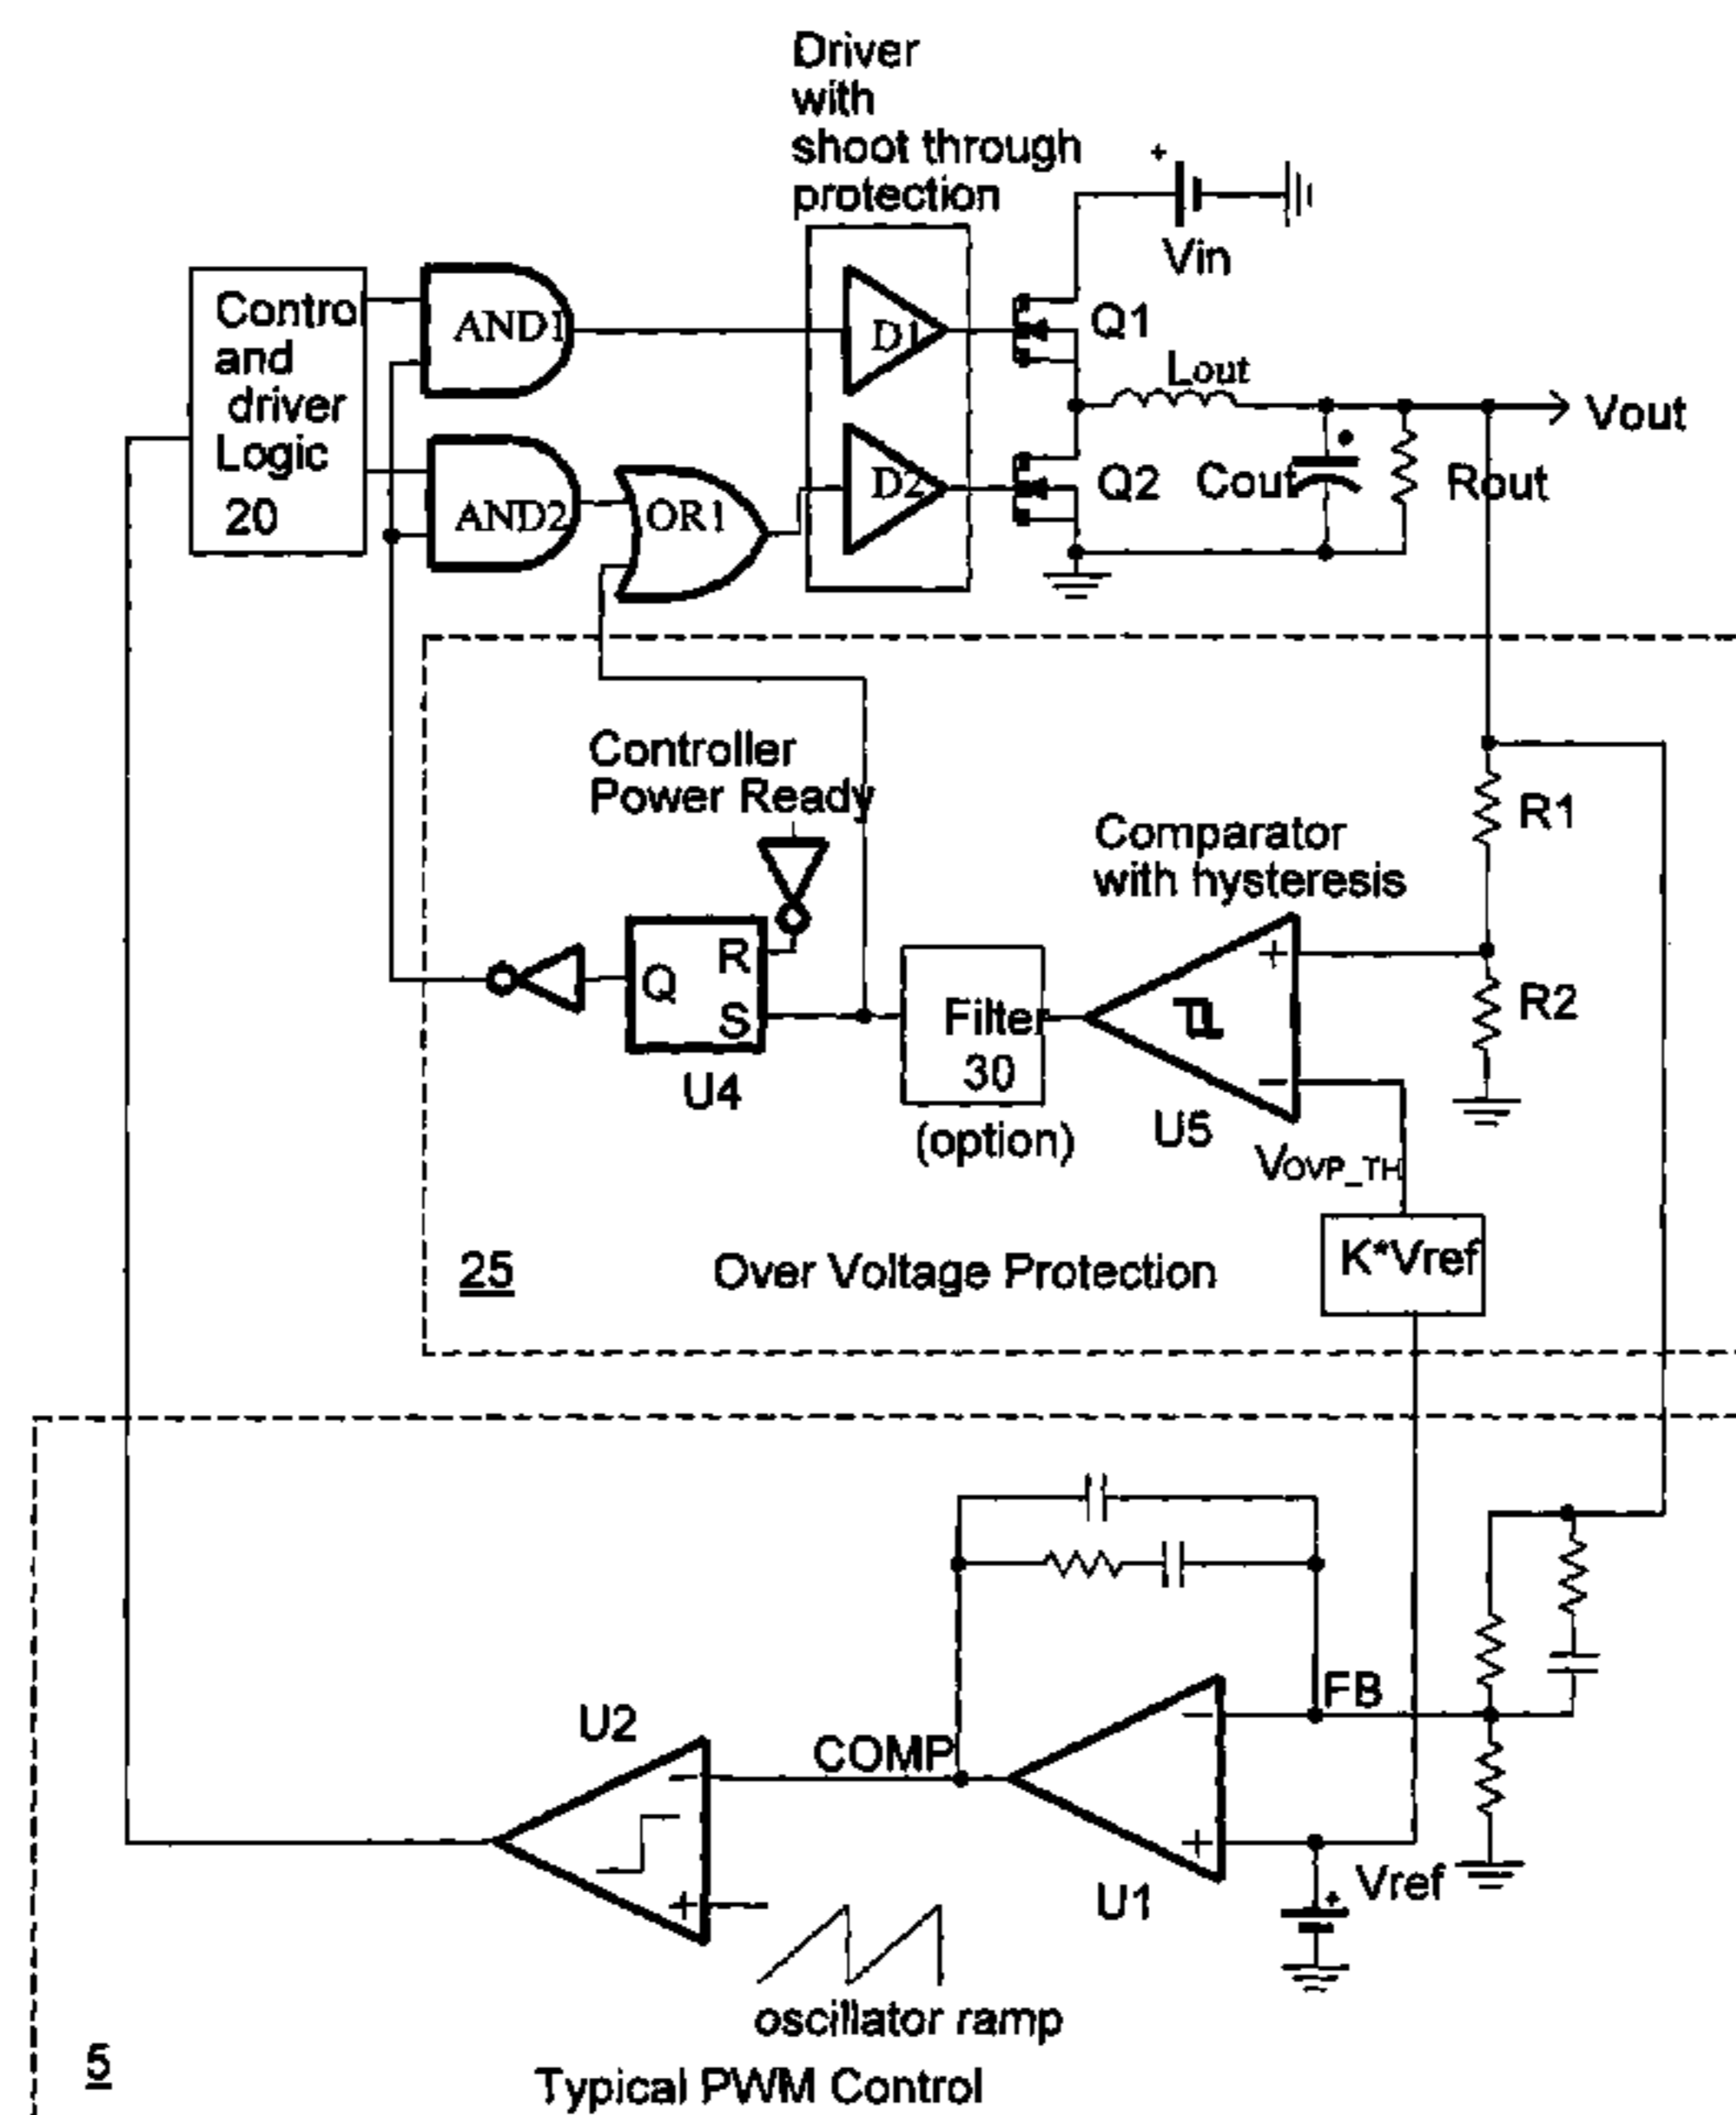 Driver
with
shoot through
protection
+
Vin
Control
and
driver
Logic
20
AND1
D1
Q1
Lout
Vout
AND2
OR1
D2
Q2
Cout
Rout
Controller
Power Ready
R1
Comparator
with hysteresis
R
Q
S
U4
Filter
30
(option)
+
−
U5
R2
VOVP_TH
K*Vref
25
Over Voltage Protection
FB
−
U2
COMP
−
+
+
U1
Vref
+
oscillator ramp
5
Typical PWM Control